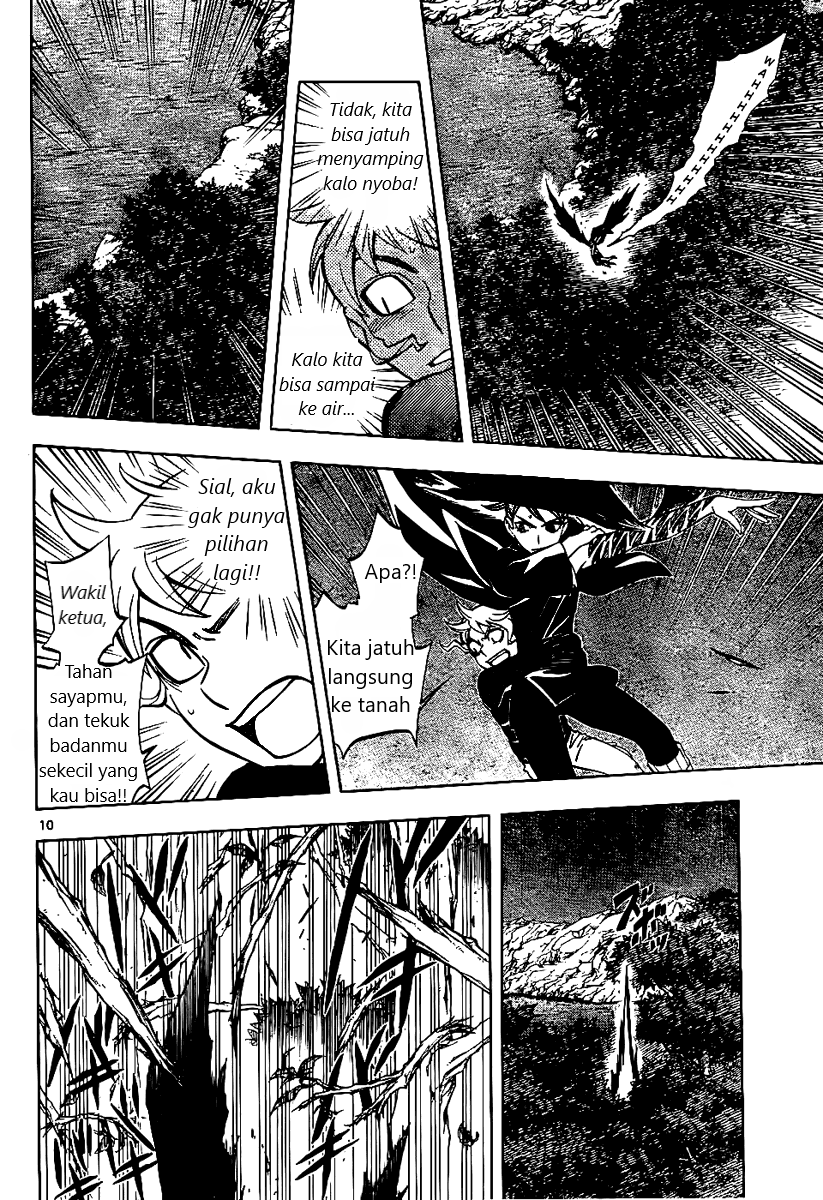 WAHHHHHHHHHHHHH
Tidak, kita
bisa jatuh
menyamping
kalo nyoba!
Kalo kita
bisa sampai
ke air...
Apa?!
Kita jatuh
langsung
ke tanah
Sial, aku
gak punya
pilihan
lagi!!
Wakil
ketua,
Tahan
sayapmu,
dan tekuk
badanmu
sekecil yang
kau bisa!!
10